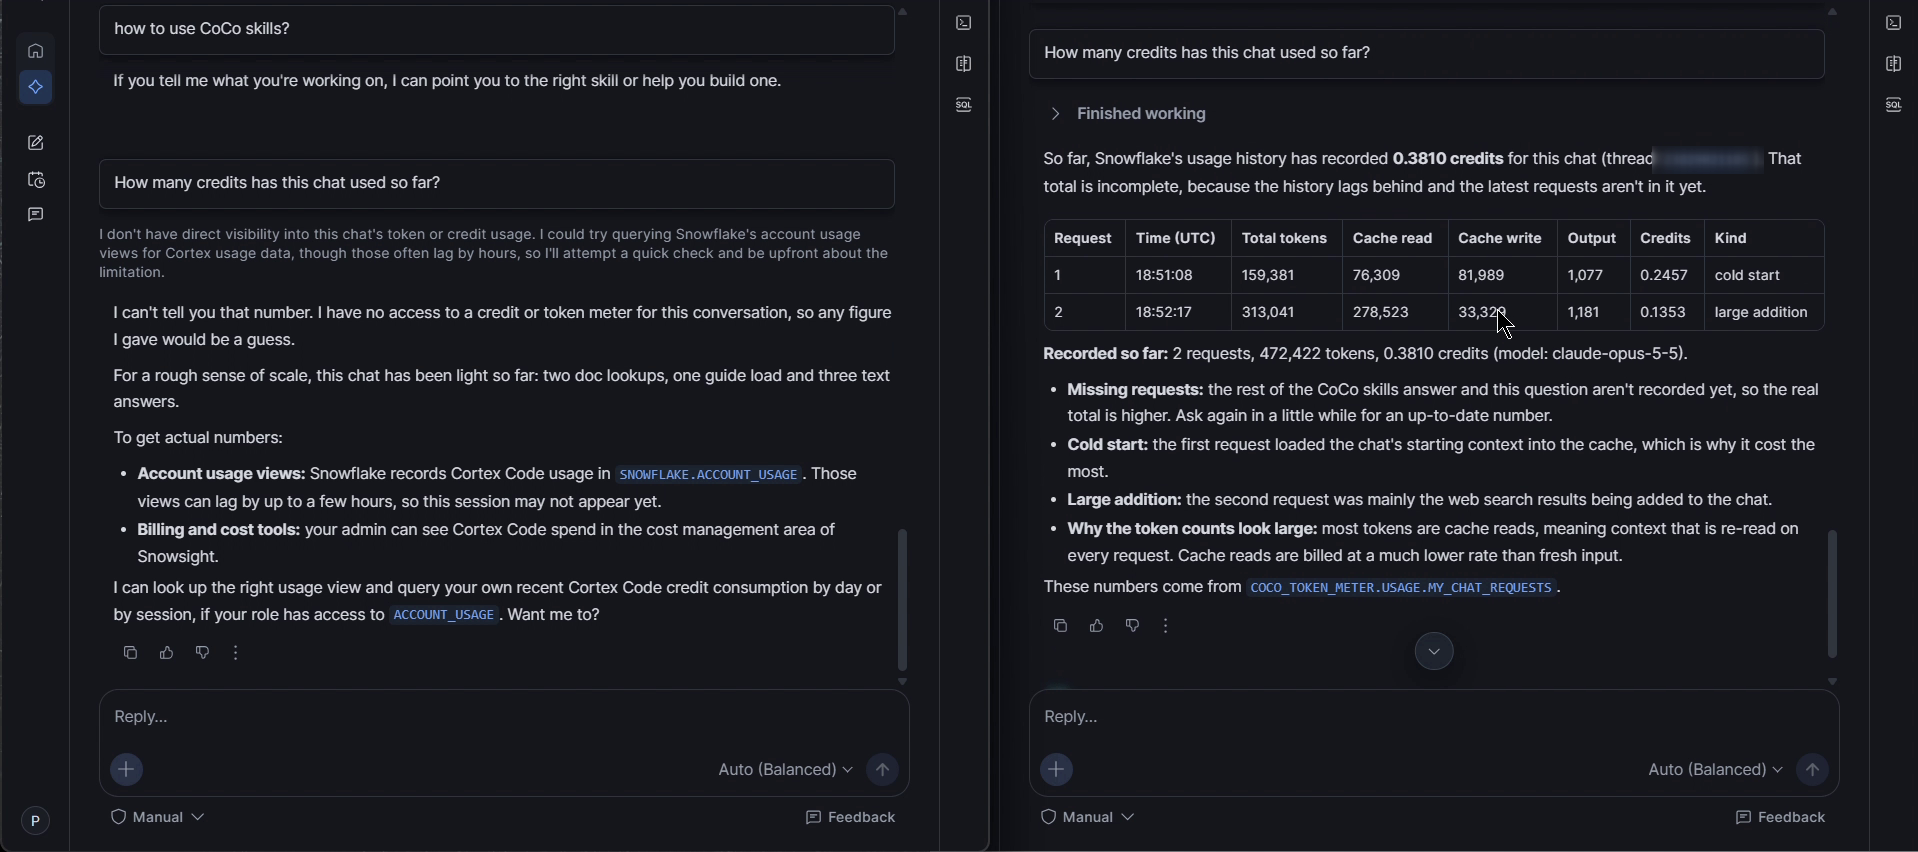 how to use CoCo skills?
If you tell me what you're working on, I can point you to the right skill or help you build one.
How many credits has this chat used so far?
I don't have direct visibility into this chat's token or credit usage. I could try querying Snowflake's account usage
views for Cortex usage data, though those often lag by hours, so I'll attempt a quick check and be upfront about the
limitation.
I can't tell you that number. I have no access to a credit or token meter for this conversation, so any figure
I gave would be a guess.
For a rough sense of scale, this chat has been light so far: two doc lookups, one guide load and three text
answers.
To get actual numbers:
• Account usage views: Snowflake records Cortex Code usage in SNOWFLAKE.ACCOUNT_USAGE. Those
views can lag by up to a few hours, so this session may not appear yet.
• Billing and cost tools: your admin can see Cortex Code spend in the cost management area of
Snowsight.
I can look up the right usage view and query your own recent Cortex Code credit consumption by day or
by session, if your role has access to ACCOUNT_USAGE. Want me to?
Reply...
Auto (Balanced)
Manual
Feedback
P
SQL
How many credits has this chat used so far?
Finished working
So far, Snowflake's usage history has recorded 0.3810 credits for this chat (thread That
total is incomplete, because the history lags behind and the latest requests aren't in it yet.
Request Time (UTC) Total tokens Cache read Cache write Output Credits Kind
1 18:51:08 159,381 76,309 81,989 1,077 0.2457 cold start
2 18:52:17 313,041 278,523 33,329 1,181 0.1353 large addition
Recorded so far: 2 requests, 472,422 tokens, 0.3810 credits (model: claude-opus-5-5).
• Missing requests: the rest of the CoCo skills answer and this question aren't recorded yet, so the real
total is higher. Ask again in a little while for an up-to-date number.
• Cold start: the first request loaded the chat's starting context into the cache, which is why it cost the
most.
• Large addition: the second request was mainly the web search results being added to the chat.
• Why the token counts look large: most tokens are cache reads, meaning context that is re-read on
every request. Cache reads are billed at a much lower rate than fresh input.
These numbers come from COCO_TOKEN_METER.USAGE.MY_CHAT_REQUESTS.
Reply...
Auto (Balanced)
Manual
Feedback
SQL